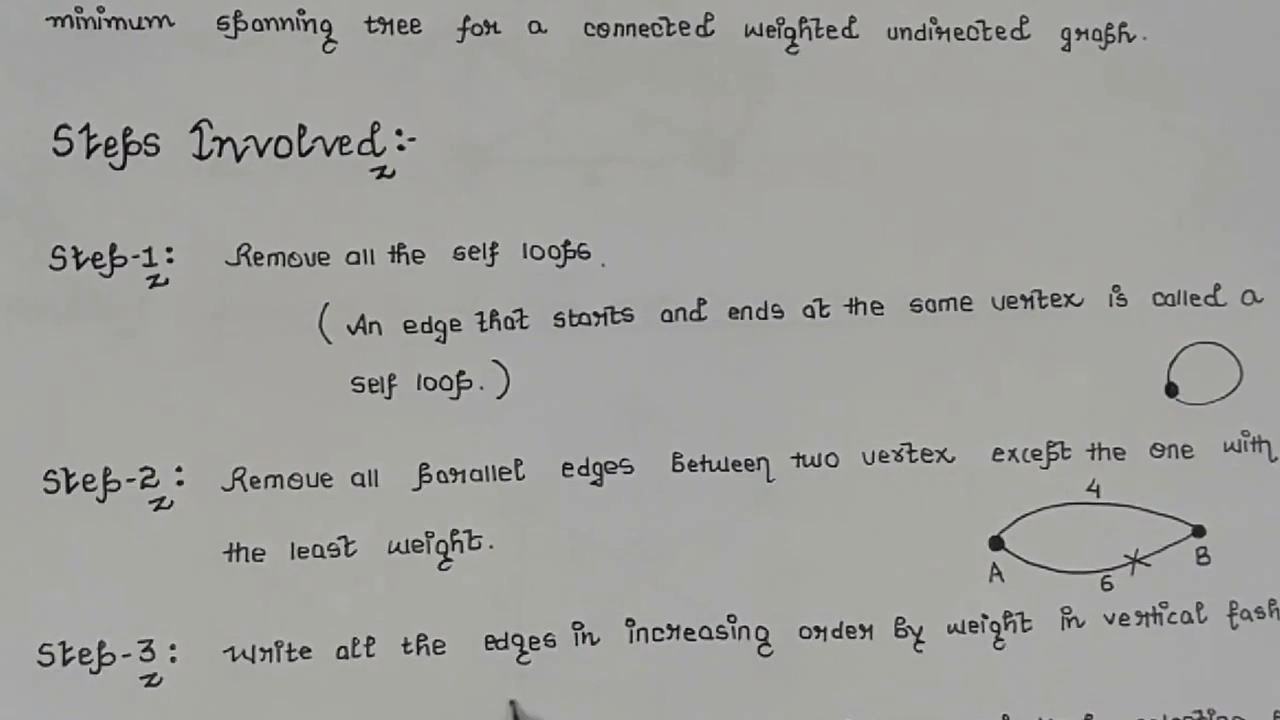 minimum spanning tree for a connected weighted undirected graph.
Steps Involved:-
Step-1: Remove all the self loops.
(An edge that starts and ends at the same vertex is called a
self loop.)
Step-2: Remove all parallel edges Between two vertex except the one with
the least weight.
4
A
B
6
Step-3: Write all the edges in increasing order By weight in vertical fash